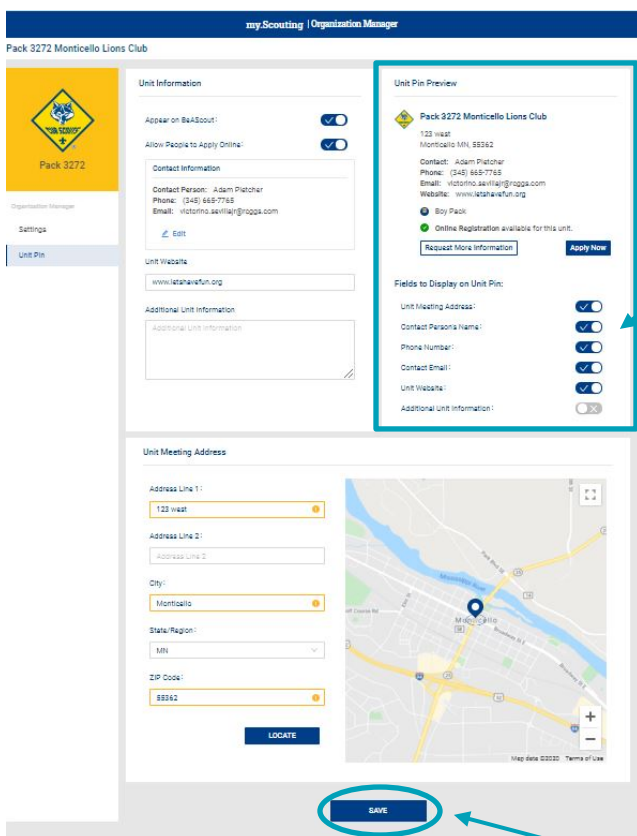 my.Scouting | Organization Manager
Pack 3272 Monticello Lions Club
CUB SCOUTS
Pack 3272
Organization Manager
Settings
Unit Pin
Unit Information
Appear on BeAScout:
Allow People to Apply Online:
Contact Information
Contact Person: Adam Pletcher
Phone: (345) 665-7765
Email: victorino.sevillajr@rogga.com
Edit
Unit Website
www.letshavefun.org
Additional Unit Information
Additional Unit Information
Unit Pin Preview
Pack 3272 Monticello Lions Club
123 west
Monticello MN, 55362
Contact: Adam Pletcher
Phone: (345) 665-7765
Email: victorino.sevillajr@rogga.com
Website: www.letshavefun.org
Boy Pack
Online Registration available for this unit.
Request More Information
Apply Now
Fields to Display on Unit Pin:
Unit Meeting Address:
Contact Person's Name:
Phone Number:
Contact Email:
Unit Website:
Additional Unit Information:
Unit Meeting Address
Address Line 1:
123 west
Address Line 2:
Address Line 2
City:
Monticello
State/Region:
MN
ZIP Code:
55362
LOCATE
Mississippi River
Monticello
Broadway St E
Map data ©2020 Terms of Use
SAVE